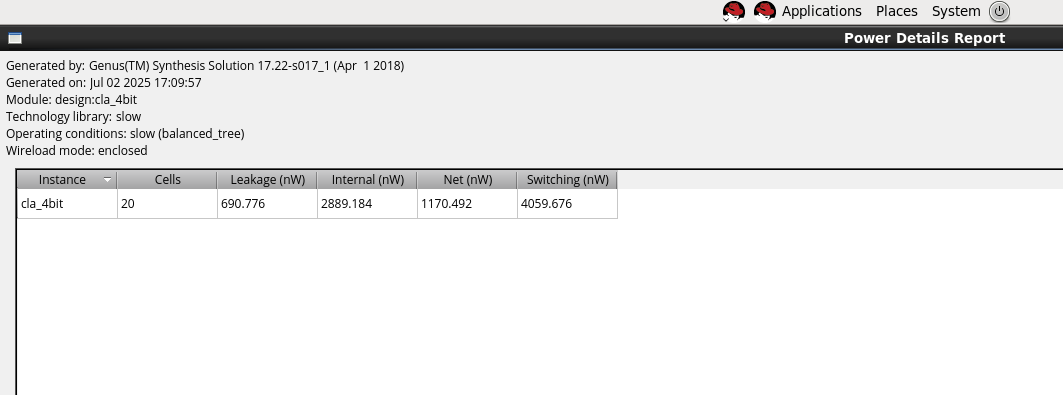 Applications Places System
Power Details Report
Generated by: Genus(TM) Synthesis Solution 17.22-s017_1 (Apr 1 2018)
Generated on: Jul 02 2025 17:09:57
Module: design:cla_4bit
Technology library: slow
Operating conditions: slow (balanced_tree)
Wireload mode: enclosed
Instance Cells Leakage (nW) Internal (nW) Net (nW) Switching (nW)
cla_4bit 20 690.776 2889.184 1170.492 4059.676